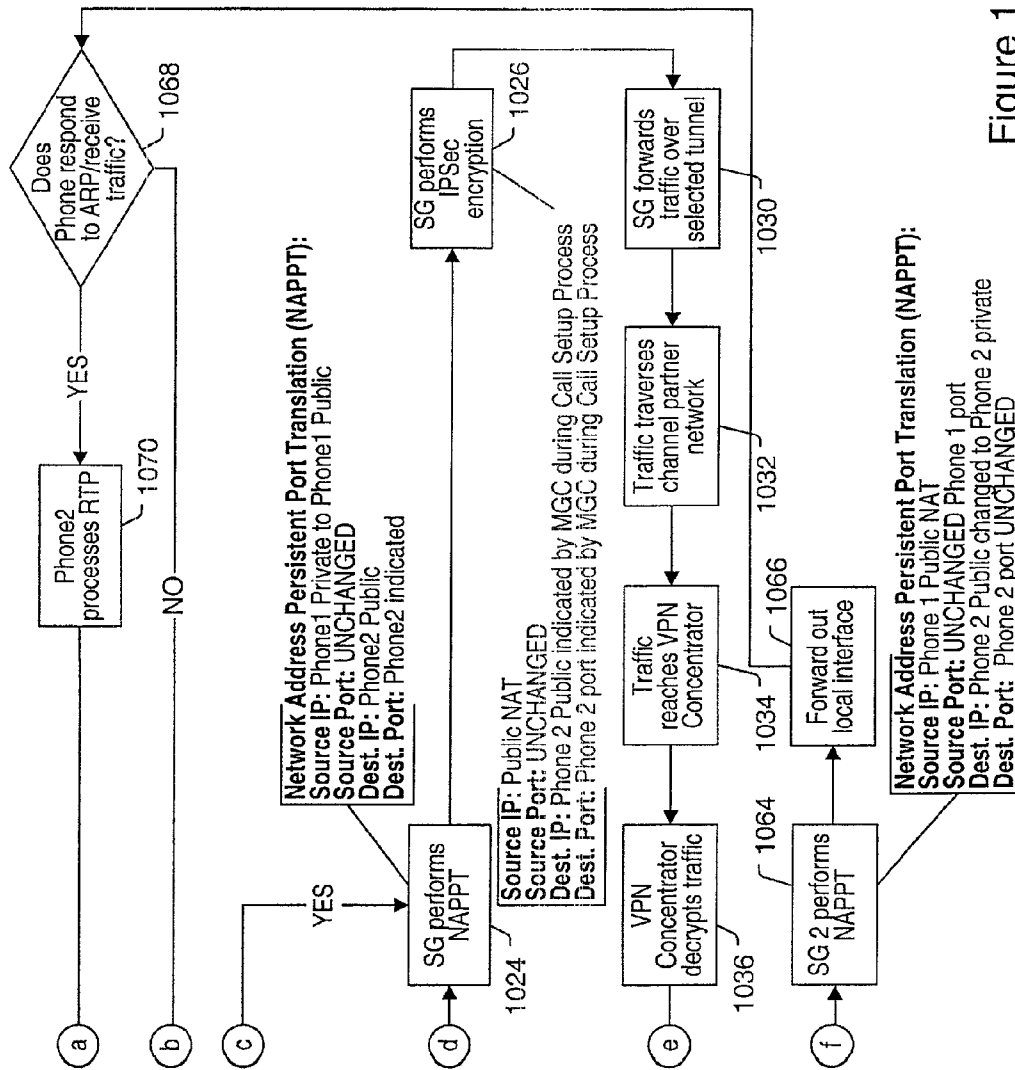 Does
Phone respond
to ARP/receive
traffic?
1068
YES
Phone2
processes RTP
1070
NO
a
b
c
YES
Network Address Persistent Port Translation (NAPPT):
Source IP: Phone1 Private to Phone1 Public
Source Port: UNCHANGED
Dest. IP: Phone2 Public
Dest. Port: Phone2 indicated
d
SG performs
NAPPT
1024
SG performs
IPSec
encryption
1026
Source IP: Public NAT
Source Port: UNCHANGED
Dest. IP: Phone 2 Public indicated by MGC during Call Setup Process
Dest. Port: Phone 2 port indicated by MGC during Call Setup Process
SG forwards
traffic over
selected tunnel
1030
Traffic traverses
channel partner
network
1032
Traffic
reaches VPN
Concentrator
1034
VPN
Concentrator
decrypts traffic
1036
e
f
SG 2 performs
NAPPT
1064
Forward out
local interface
1066
Network Address Persistent Port Translation (NAPPT):
Source IP: Phone 1 Public NAT
Source Port: UNCHANGED Phone 1 port
Dest. IP: Phone 2 Public changed to Phone 2 private
Dest. Port: Phone 2 port UNCHANGED
Figure 1